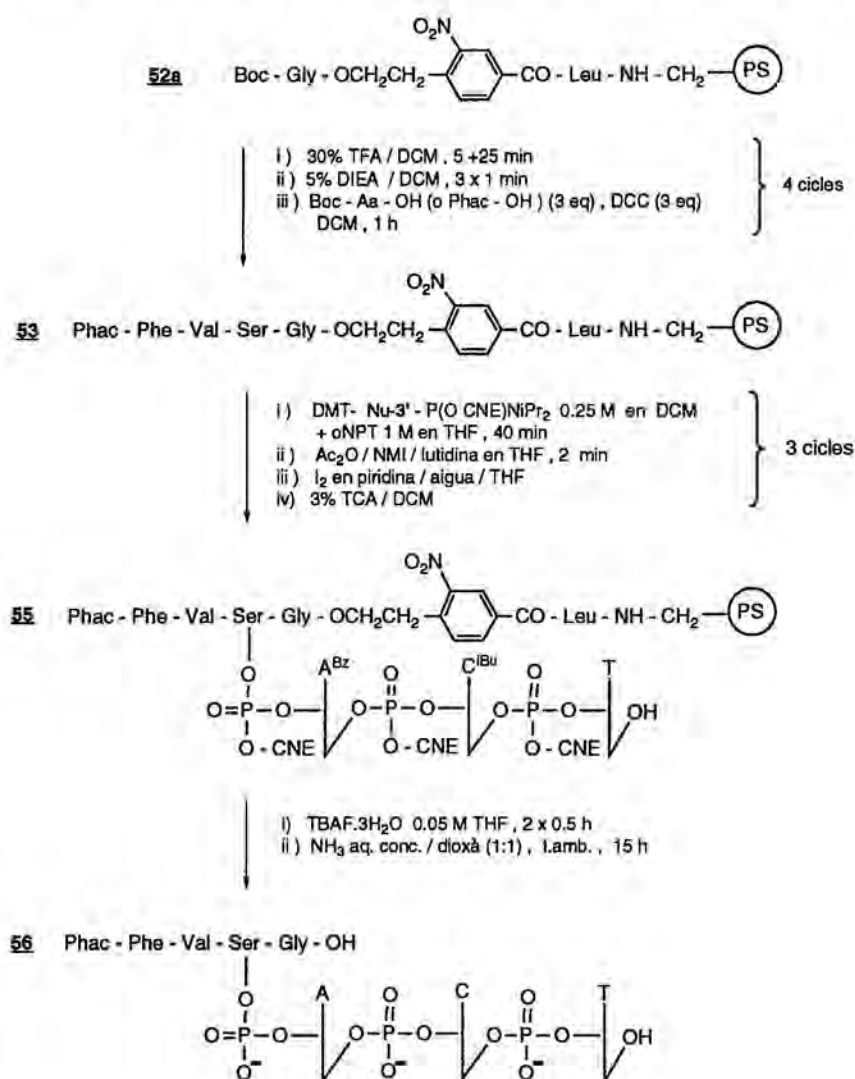 O₂N
52a Boc - Gly - OCH₂CH₂ CO - Leu - NH - CH₂ PS
i ) 30% TFA / DCM , 5 +25 min
ii ) 5% DIEA / DCM , 3 x 1 min
iii ) Boc - Aa - OH (o Phac - OH ) (3 eq) , DCC (3 eq)
DCM , 1 h
4 cicles
O₂N
53 Phac - Phe - Val - Ser - Gly - OCH₂CH₂ CO - Leu - NH - CH₂ PS
i ) DMT- Nu-3' - P(O CNE)NiPr₂ 0.25 M en DCM
+ oNPT 1 M en THF , 40 min
ii ) Ac₂O / NMI / lutidina en THF , 2 min
iii ) I₂ en piridina / aigua / THF
iv) 3% TCA / DCM
3 cicles
O₂N
55 Phac - Phe - Val - Ser - Gly - OCH₂CH₂ CO - Leu - NH - CH₂ PS
O A^Bz O C^iBu O T
O=P-O P-O O-P-O O-P-O OH
O - CNE O - CNE O - CNE
i) TBAF.3H₂O 0.05 M THF , 2 x 0.5 h
ii ) NH₃ aq. conc. / dioxà (1:1) , t.amb. , 15 h
56 Phac - Phe - Val - Ser - Gly - OH
O A O C O T
O=P-O O-P-O O-P-O OH
O⁻ O⁻ O⁻